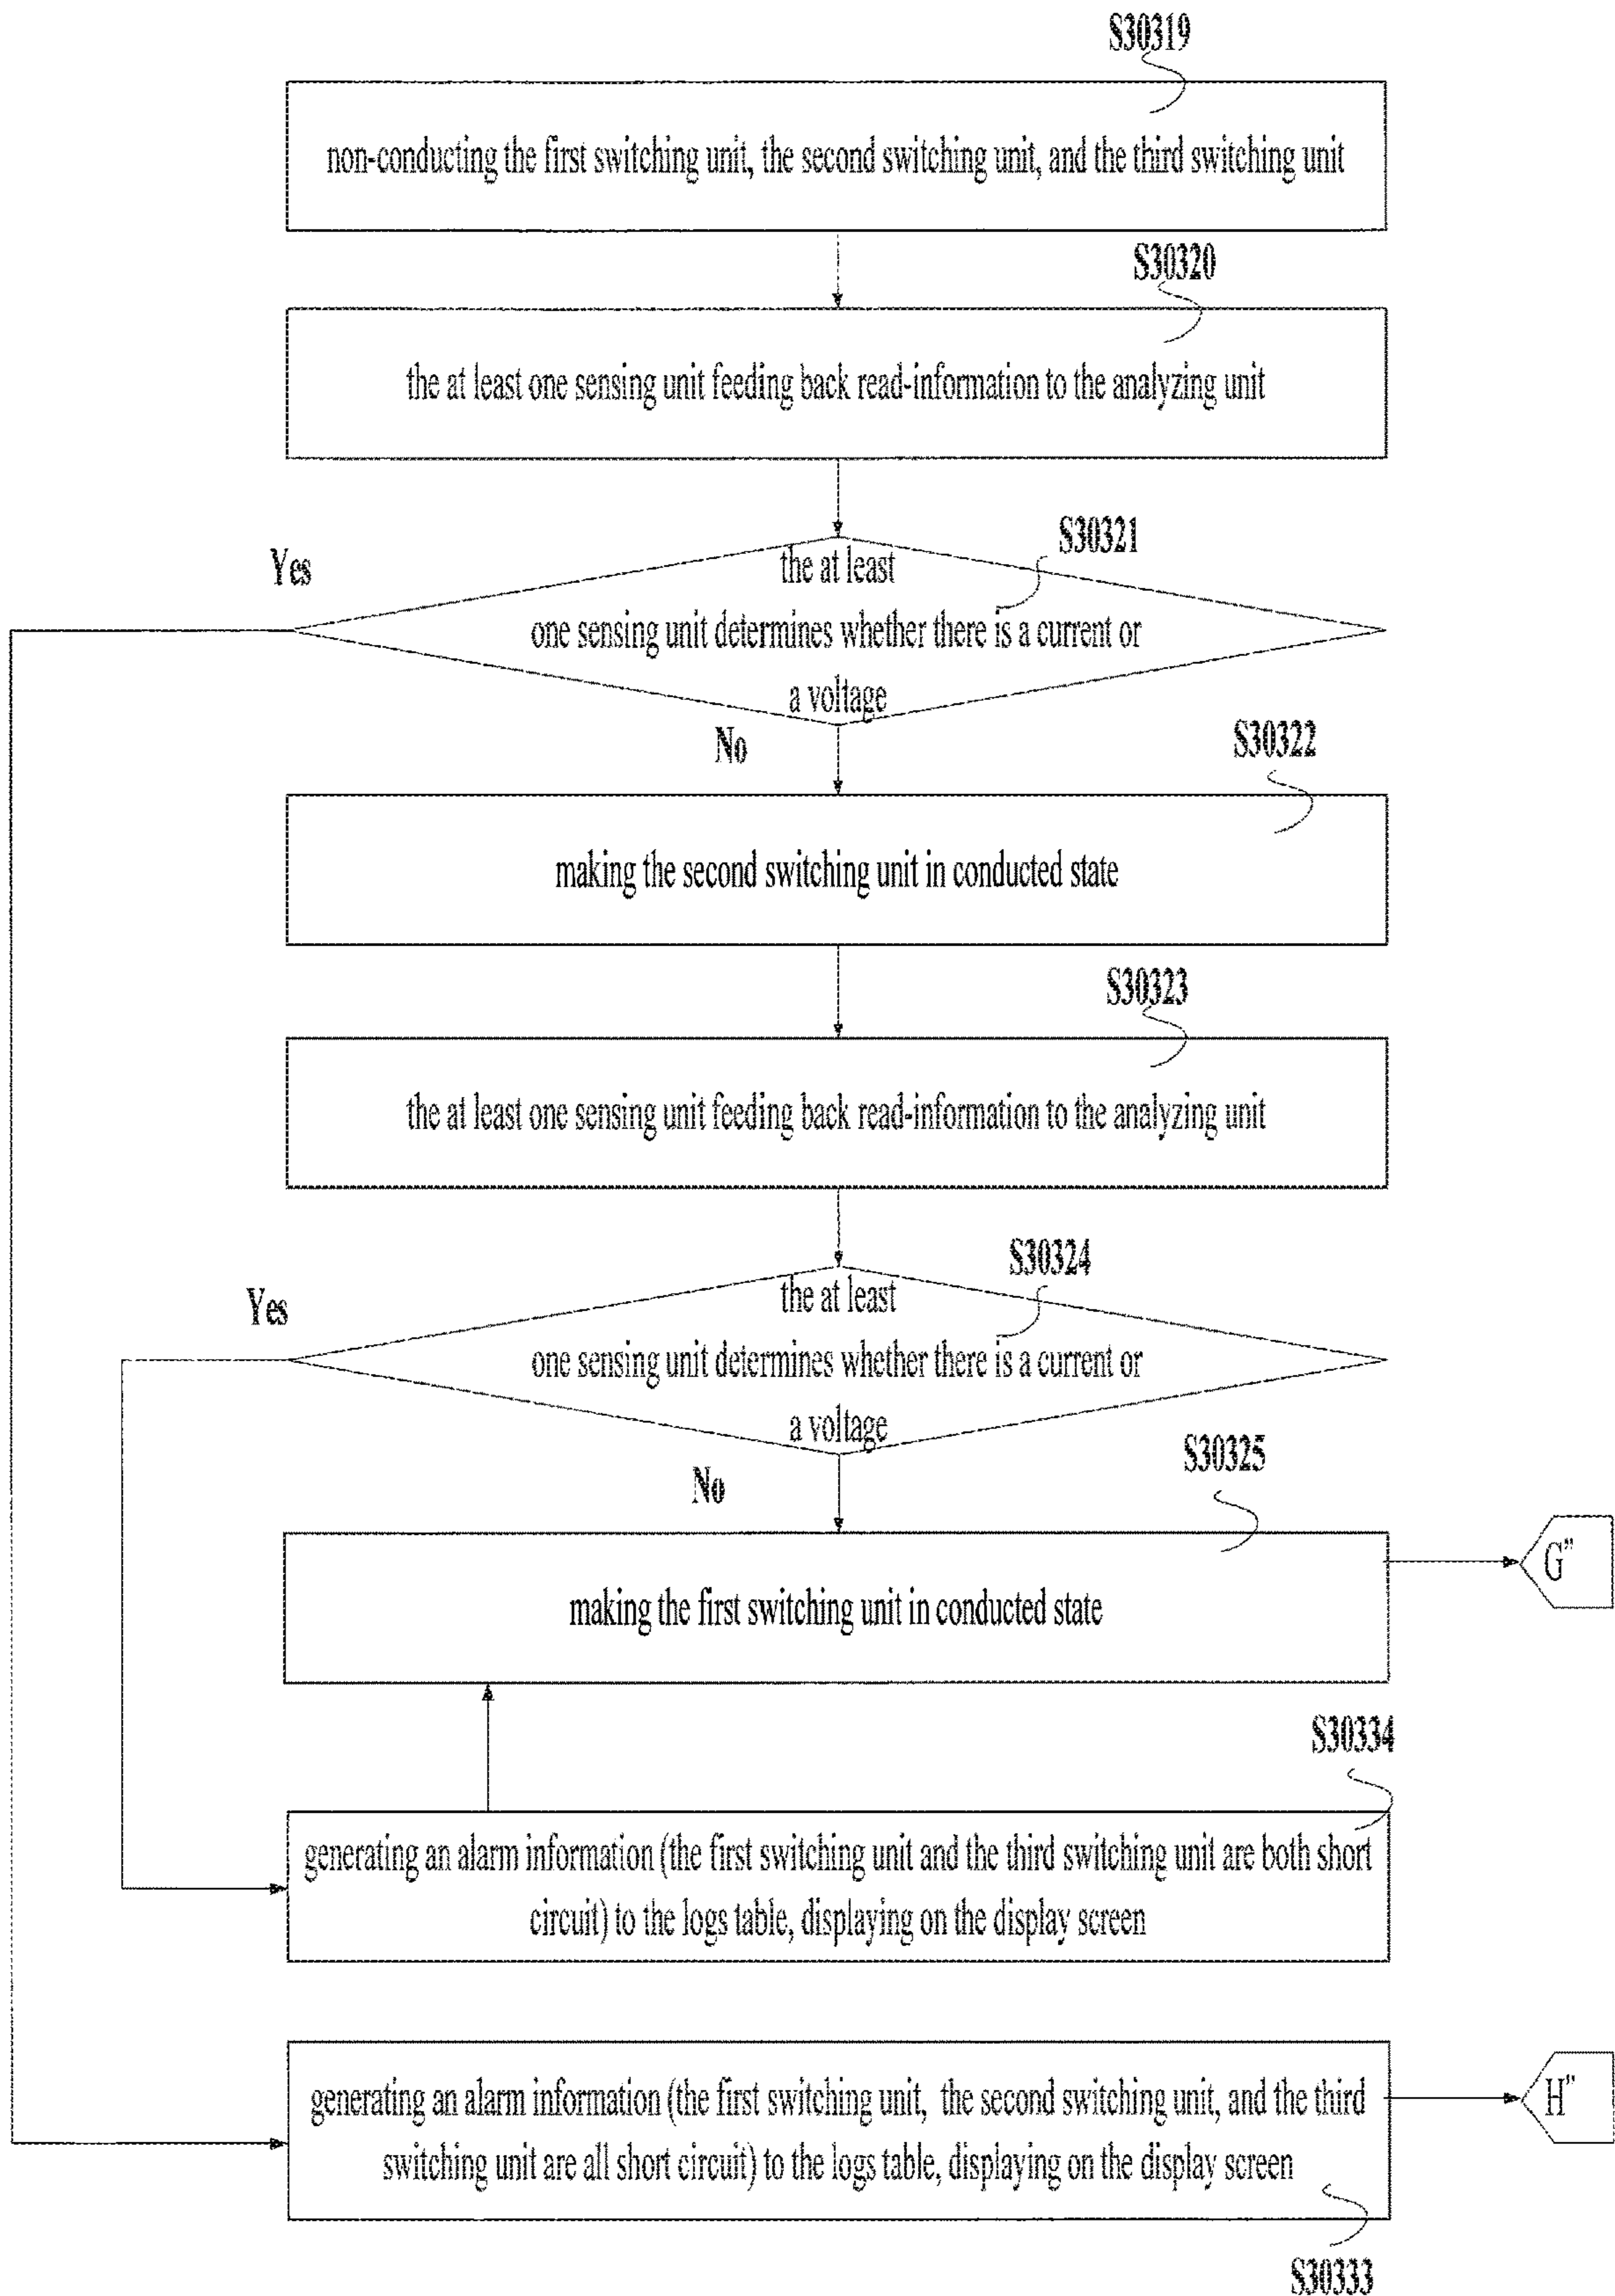 S30319
non-conducting the first switching unit, the second switching unit, and the third switching unit
S30320
the at least one sensing unit feeding back read-information to the analyzing unit
S30321
Yes
the at least
one sensing unit determines whether there is a current or
a voltage
No
S30322
making the second switching unit in conducted state
S30323
the at least one sensing unit feeding back read-information to the analyzing unit
S30324
Yes
the at least
one sensing unit determines whether there is a current or
a voltage
No
S30325
making the first switching unit in conducted state
G"
S30334
generating an alarm information (the first switching unit and the third switching unit are both short
circuit) to the logs table, displaying on the display screen
generating an alarm information (the first switching unit, the second switching unit, and the third
switching unit are all short circuit) to the logs table, displaying on the display screen
H"
S30333